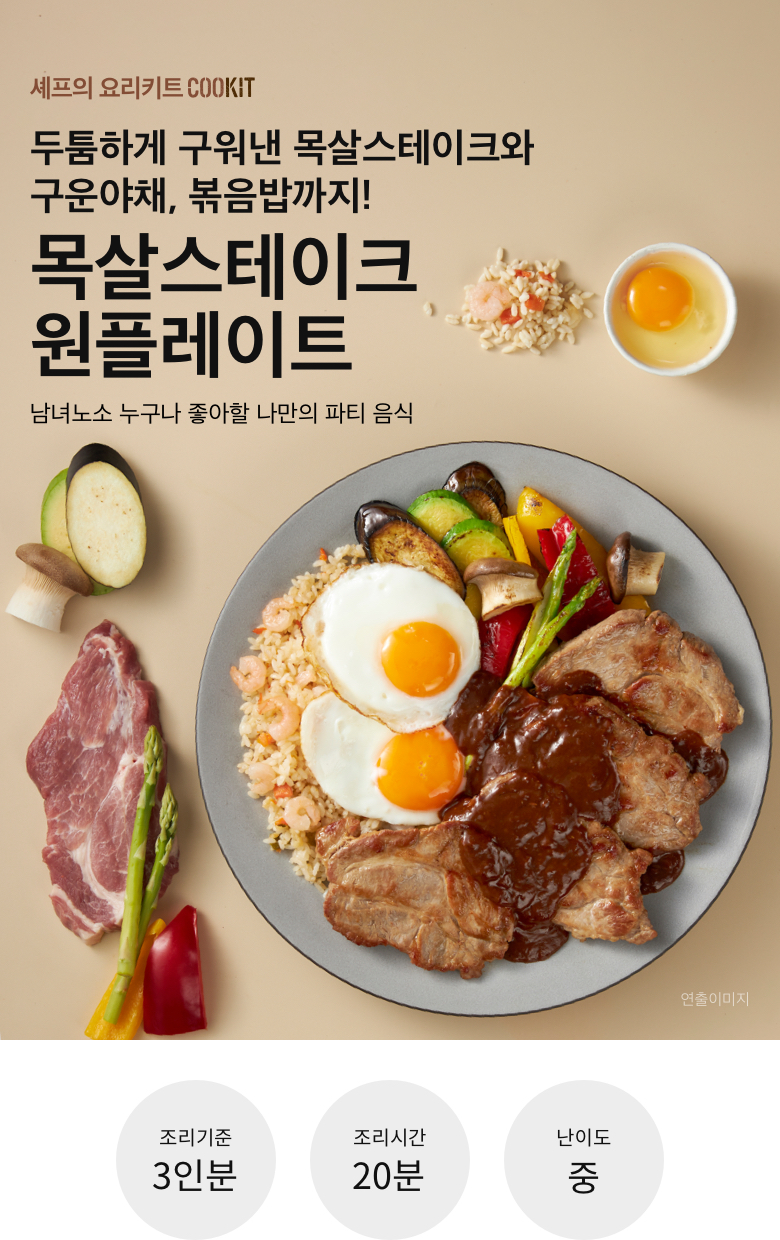 셰프의 요리키트 COOKIT
두툼하게 구워낸 목살스테이크와
구운야채, 볶음밥까지!
목살스테이크
원플레이트
남녀노소 누구나 좋아할 나만의 파티 음식
연출이미지
조리기준
3인분
조리시간
20분
난이도
중